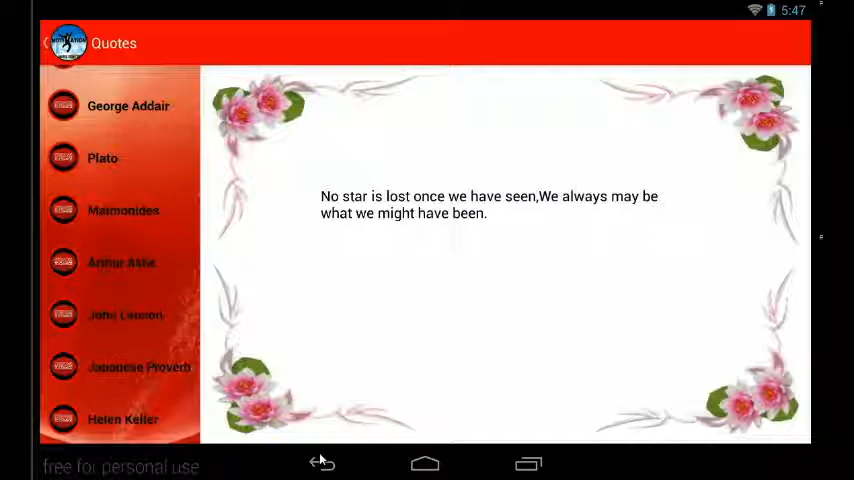 5:47
MOTIVATION
Quotes
George Addair
Plato
Maimonides
Arthur Ashe
John Lennon
Japanese Proverb
Helen Keller
No star is lost once we have seen,We always may be
what we might have been.
free for personal use